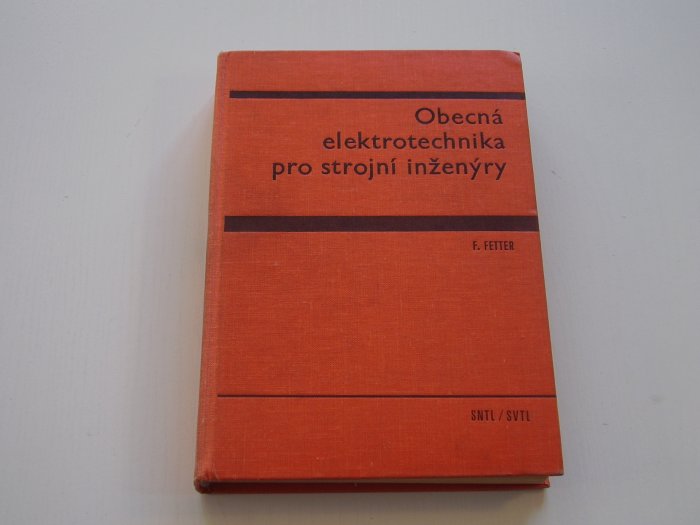 Obecná
elektrotechnika
pro strojní inženýry
F. FETTER
SNTL / SVTL